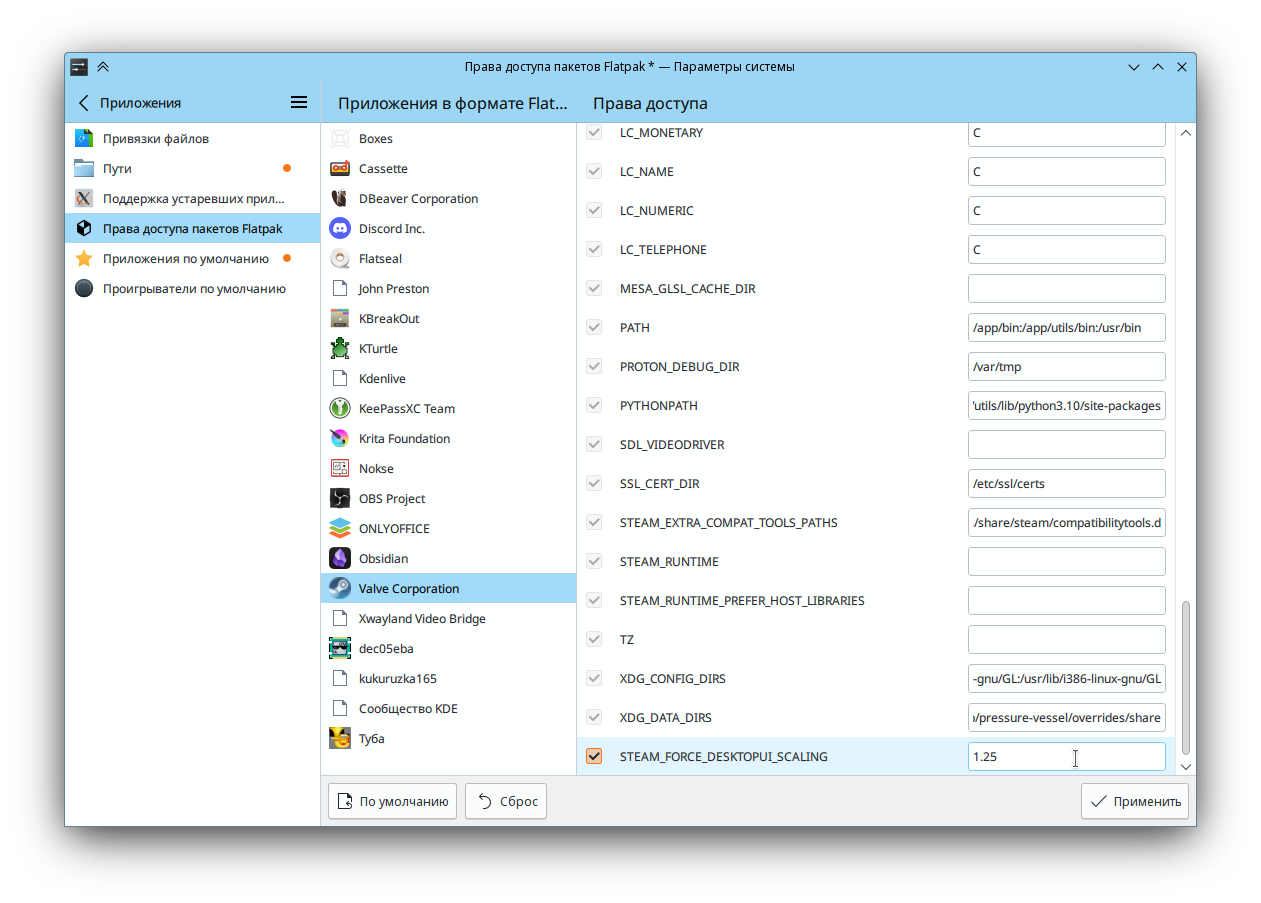 Права доступа пакетов Flatpak * — Параметры системы
Приложения
Приложения в формате Flat...
Права доступа
Привязки файлов
Пути
Поддержка устаревших прил...
Права доступа пакетов Flatpak
Приложения по умолчанию
Проигрыватели по умолчанию
Boxes
Cassette
DBeaver Corporation
Discord Inc.
Flatseal
John Preston
KBreakOut
KTurtle
Kdenlive
KeePassXC Team
Krita Foundation
Nokse
OBS Project
ONLYOFFICE
Obsidian
Valve Corporation
Xwayland Video Bridge
dec05eba
kukuruzka165
Сообщество KDE
Туба
LC_MONETARY C
LC_NAME C
LC_NUMERIC C
LC_TELEPHONE C
MESA_GLSL_CACHE_DIR
PATH /app/bin:/app/utils/bin:/usr/bin
PROTON_DEBUG_DIR /var/tmp
PYTHONPATH utils/lib/python3.10/site-packages
SDL_VIDEODRIVER
SSL_CERT_DIR /etc/ssl/certs
STEAM_EXTRA_COMPAT_TOOLS_PATHS /share/steam/compatibilitytools.d
STEAM_RUNTIME
STEAM_RUNTIME_PREFER_HOST_LIBRARIES
TZ
XDG_CONFIG_DIRS -gnu/GL:/usr/lib/i386-linux-gnu/GL
XDG_DATA_DIRS /pressure-vessel/overrides/share
STEAM_FORCE_DESKTOPUI_SCALING 1.25
По умолчанию
Сброс
Применить